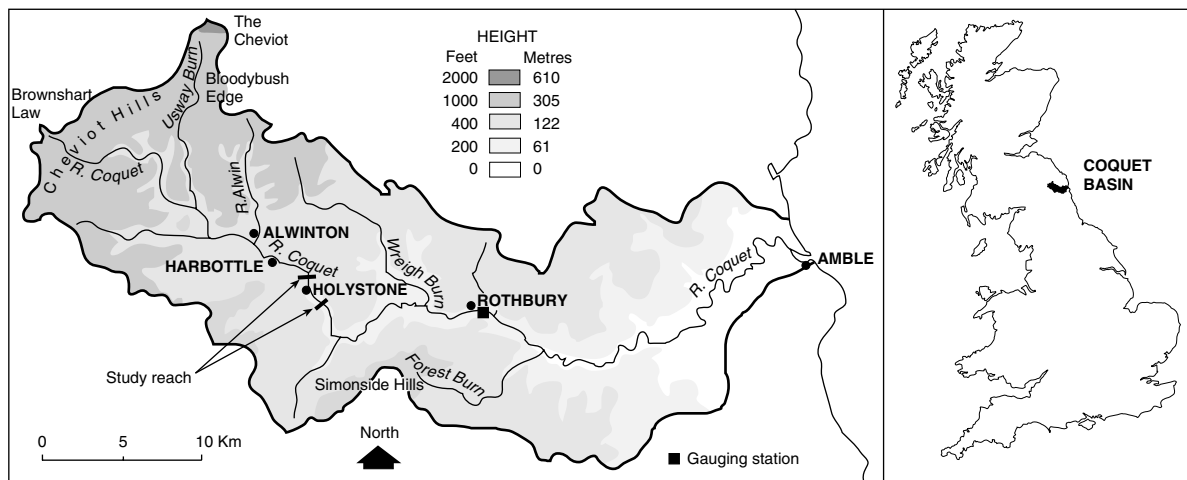 The
Cheviot
HEIGHT
Feet Metres
2000 610
1000 305
400 122
200 61
0 0
Brownshart
Law
Bloodybush
Edge
Usway Burn
Cheviot Hills
R. Coquet
R.Alwin
ALWINTON
R. Coquet
HARBOTTLE
HOLYSTONE
Wreigh Burn
ROTHBURY
R. Coquet
AMBLE
Study reach
Simonside Hills
Forest Burn
0 5 10 Km
North
Gauging station
COQUET
BASIN